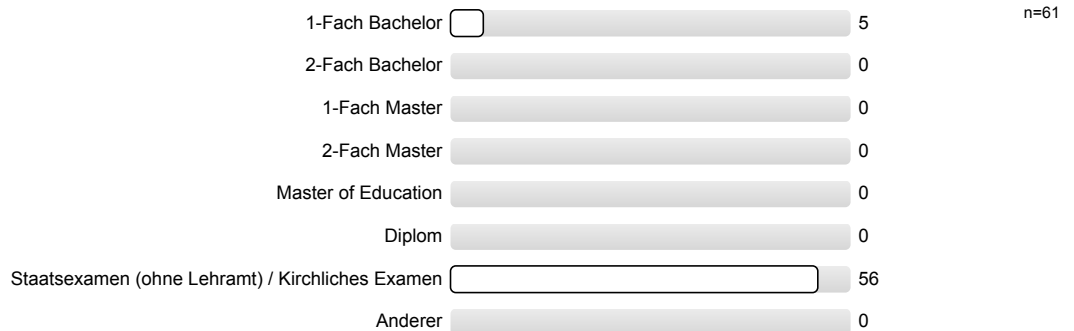 1-Fach Bachelor 5 n=61
2-Fach Bachelor 0
1-Fach Master 0
2-Fach Master 0
Master of Education 0
Diplom 0
Staatsexamen (ohne Lehramt) / Kirchliches Examen 56
Anderer 0